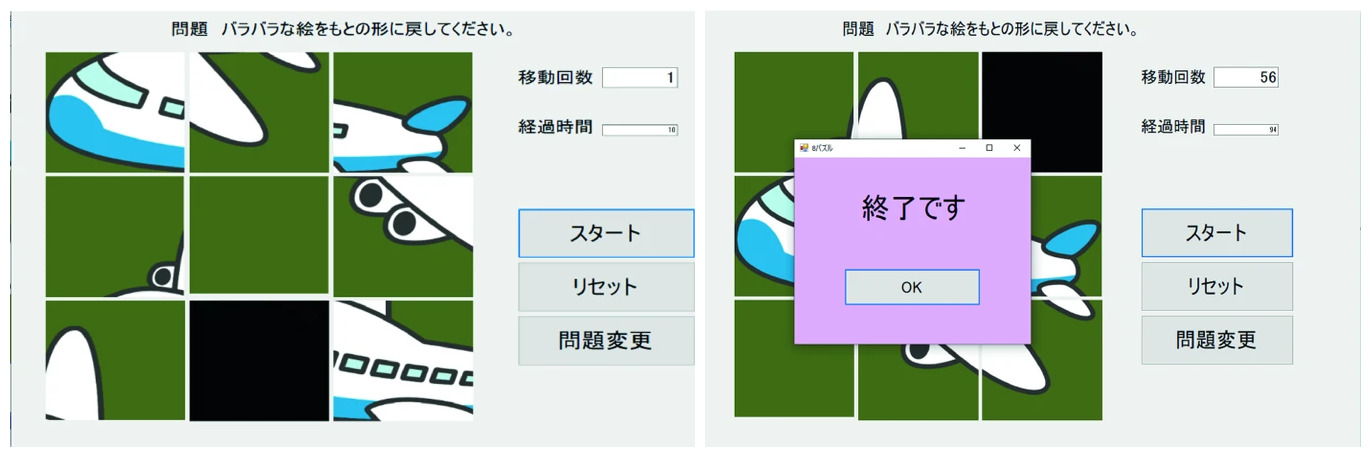 問題　バラバラな絵をもとの形に戻してください。
移動回数 1
経過時間 10
スタート
リセット
問題変更
問題　バラバラな絵をもとの形に戻してください。
移動回数 56
経過時間 94
8パズル
終了です
OK
スタート
リセット
問題変更